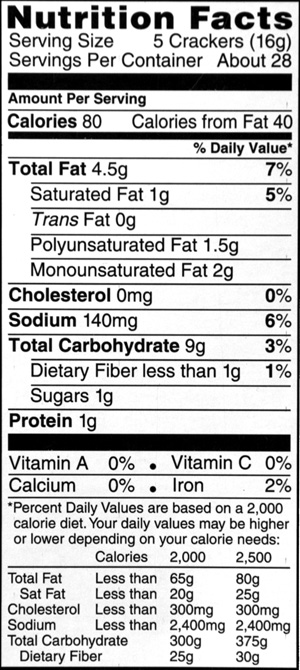 Nutrition Facts
Serving Size 5 Crackers (16g)
Servings Per Container About 28
Amount Per Serving
Calories 80 Calories from Fat 40
% Daily Value*
Total Fat 4.5g 7%
Saturated Fat 1g 5%
Trans Fat 0g
Polyunsaturated Fat 1.5g
Monounsaturated Fat 2g
Cholesterol 0mg 0%
Sodium 140mg 6%
Total Carbohydrate 9g 3%
Dietary Fiber less than 1g 1%
Sugars 1g
Protein 1g
Vitamin A 0% • Vitamin C 0%
Calcium 0% • Iron 2%
*Percent Daily Values are based on a 2,000
calorie diet. Your daily values may be higher
or lower depending on your calorie needs:
Calories 2,000 2,500
Total Fat Less than 65g 80g
Sat Fat Less than 20g 25g
Cholesterol Less than 300mg 300mg
Sodium Less than 2,400mg 2,400mg
Total Carbohydrate 300g 375g
Dietary Fiber 25g 30g